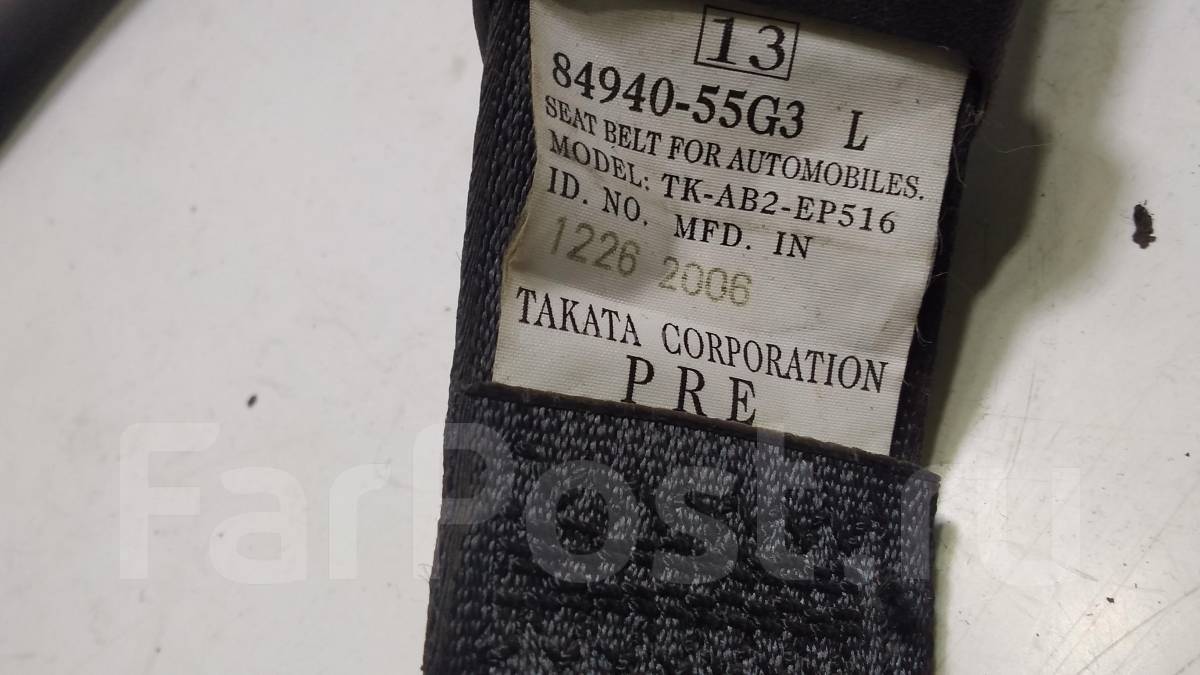 13
84940-55G3 L
SEAT BELT FOR AUTOMOBILES.
MODEL: TK-AB2-EP516
ID. NO. MFD. IN
1226 2006
TAKATA CORPORATION
PRE
FarPost.ru